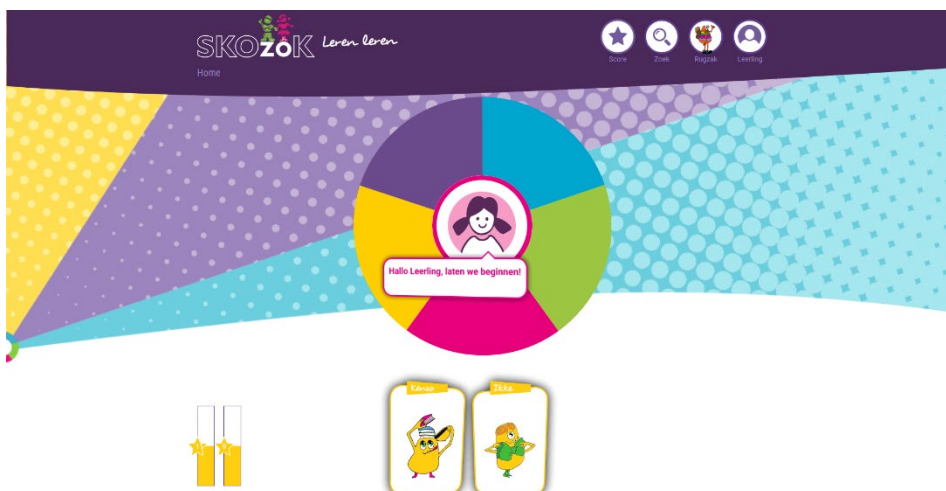 SKOzoK Leren leren
Score
Zoek
Rugzak
Leerling
Home
Hallo Leerling, laten we beginnen!
Kenzo
Ikke